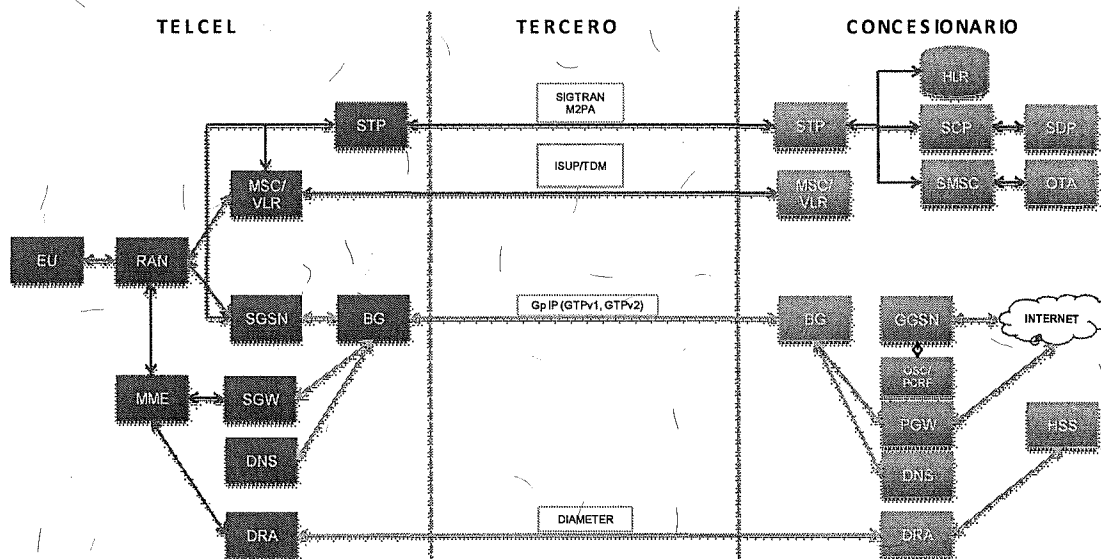 TELCEL
TERCERO
CONCESIONARIO
HLR
SIGTRAN
M2PA
STP
STP
SCP
SDP
ISUP/TDM
MSC/
VLR
MSC/
VLR
SMSC
OTA
EU
RAN
Gp IP (GTPv1, GTPv2)
SGSN
BG
BG
GGSN
INTERNET
OSC/
PCRF
MME
SGW
PGW
HSS
DNS
DNS
DIAMETER
DRA
DRA